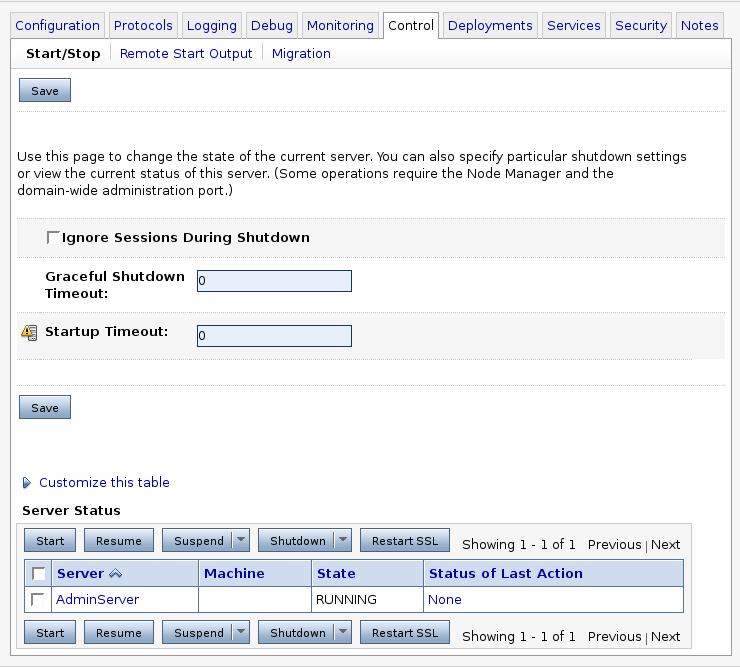 Configuration Protocols Logging Debug Monitoring Control Deployments Services Security Notes
Start/Stop Remote Start Output Migration
Save
Use this page to change the state of the current server. You can also specify particular shutdown settings
or view the current status of this server. (Some operations require the Node Manager and the
domain-wide administration port.)
Ignore Sessions During Shutdown
Graceful Shutdown
Timeout:
0
Startup Timeout:
0
Save
Customize this table
Server Status
Start Resume Suspend Shutdown Restart SSL Showing 1 - 1 of 1 Previous | Next
Server Machine State Status of Last Action
AdminServer RUNNING None
Start Resume Suspend Shutdown Restart SSL Showing 1 - 1 of 1 Previous | Next